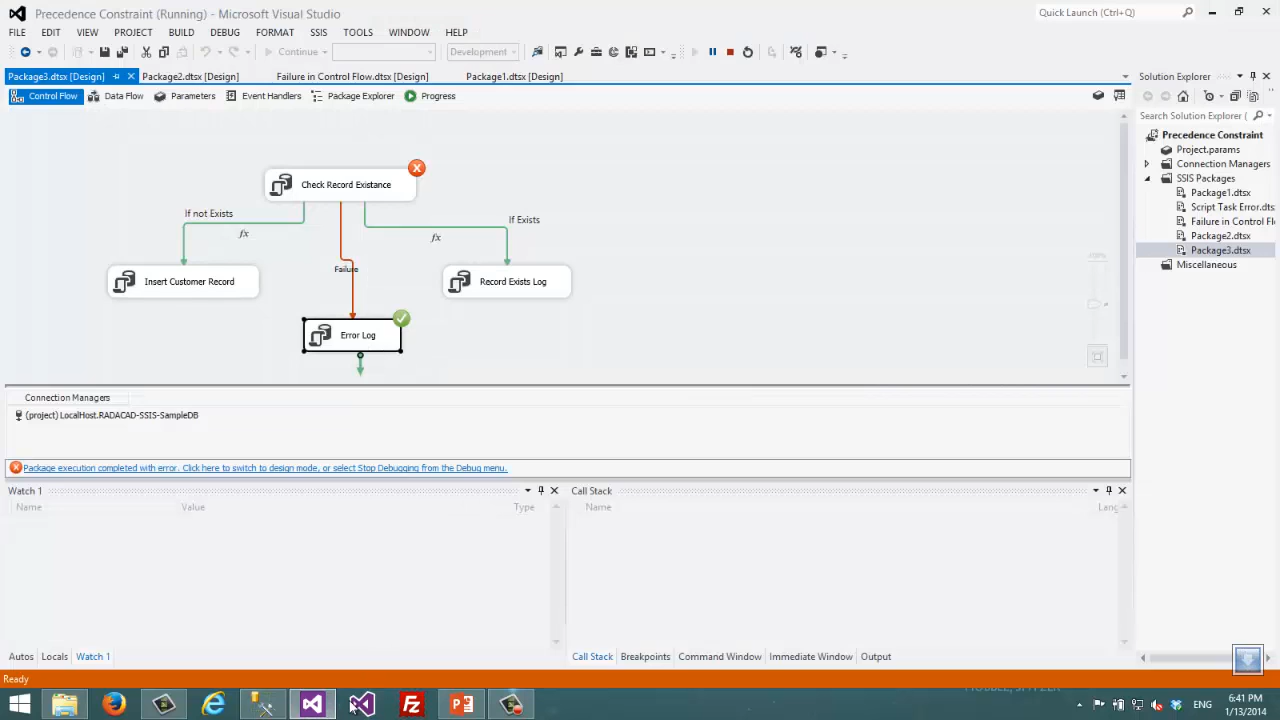 Precedence Constraint (Running) - Microsoft Visual Studio
Quick Launch (Ctrl+Q)
FILE EDIT VIEW PROJECT BUILD DEBUG FORMAT SSIS TOOLS WINDOW HELP
Continue
Development
Package3.dtsx [Design]
Package2.dtsx [Design]
Failure in Control Flow.dtsx [Design]
Package1.dtsx [Design]
Solution Explorer
Control Flow
Data Flow
Parameters
Event Handlers
Package Explorer
Progress
Search Solution Explorer (
Precedence Constraint
Project.params
Connection Managers
SSIS Packages
Package1.dtsx
Script Task Error.dts
Failure in Control Fl
Package2.dtsx
Package3.dtsx
Miscellaneous
Check Record Existance
If not Exists
If Exists
fx
fx
Failure
Insert Customer Record
Record Exists Log
Error Log
Connection Managers
(project) LocalHost.RADACAD-SSIS-SampleDB
Package execution completed with error. Click here to switch to design mode, or select Stop Debugging from the Debug menu.
Watch 1
Call Stack
Name Value Type
Name Lang
Autos Locals Watch 1
Call Stack Breakpoints Command Window Immediate Window Output
Ready
6:41 PM
1/13/2014